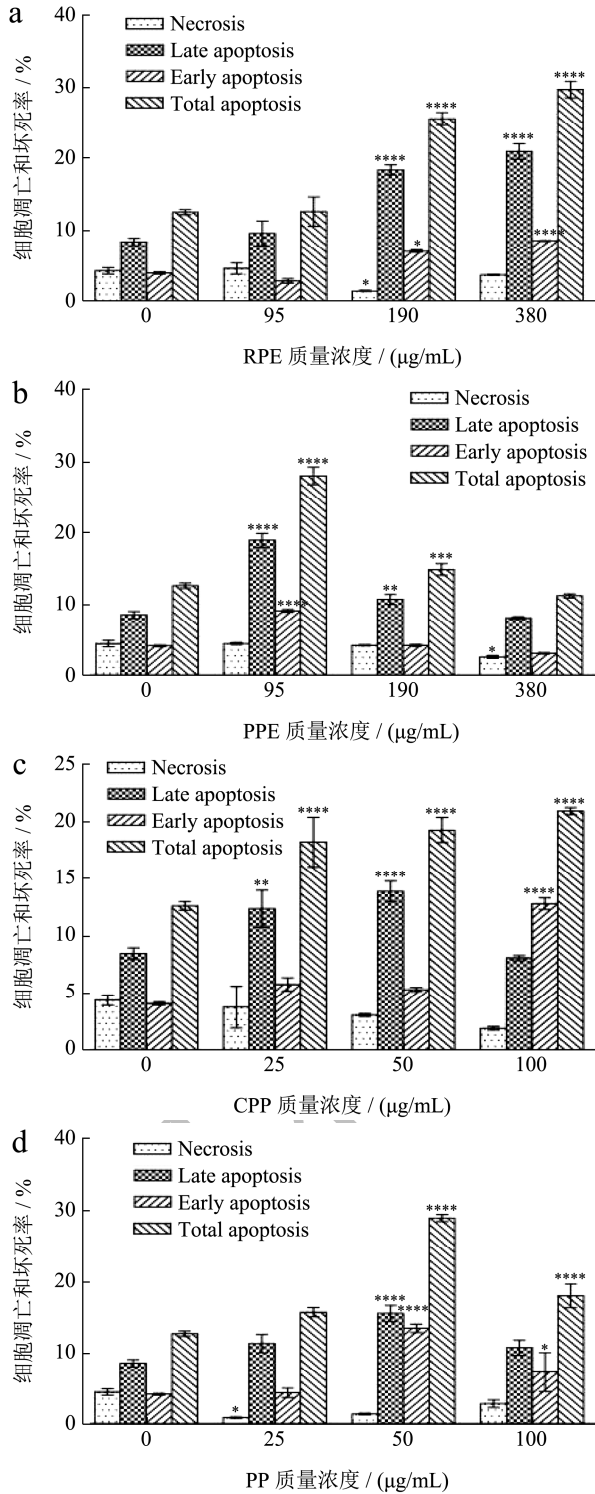 a
40
30
20
10
0
细胞凋亡和坏死率 / %
Necrosis
Late apoptosis
Early apoptosis
Total apoptosis
* **** * **** **** **** ****
0 95 190 380
RPE 质量浓度 / (μg/mL)
b
40
30
20
10
0
细胞凋亡和坏死率 / %
Necrosis
Late apoptosis
Early apoptosis
Total apoptosis
**** **** **** ** *** *
0 95 190 380
PPE 质量浓度 / (μg/mL)
c
25
20
15
10
5
0
细胞凋亡和坏死率 / %
Necrosis
Late apoptosis
Early apoptosis
Total apoptosis
** **** **** **** **** ****
0 25 50 100
CPP 质量浓度 / (μg/mL)
d
40
30
20
10
0
细胞凋亡和坏死率 / %
Necrosis
Late apoptosis
Early apoptosis
Total apoptosis
* **** **** **** * ****
0 25 50 100
PP 质量浓度 / (μg/mL)